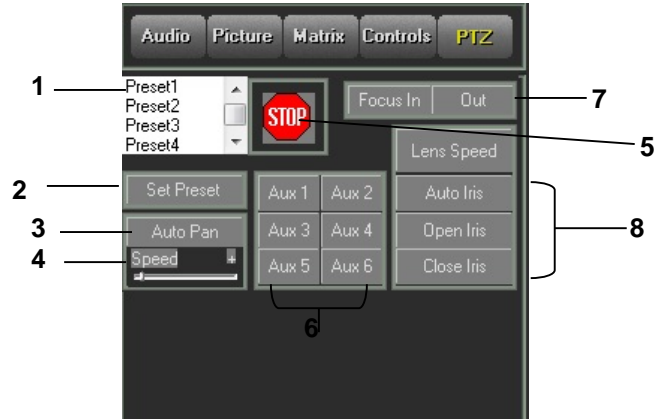 Audio Picture Matrix Controls PTZ
1
Preset1
Preset2
Preset3
Preset4
STOP
Focus In Out
7
5
Lens Speed
2
Set Preset
Aux 1 Aux 2
Auto Iris
3
Auto Pan
Aux 3 Aux 4
Open Iris
8
4
Speed +
Aux 5 Aux 6
Close Iris
6